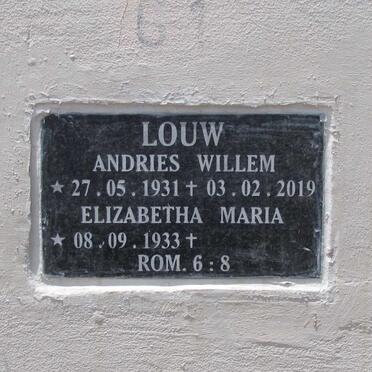 LOUW
ANDRIES WILLEM
★ 27.05.1931 † 03.02.2019
ELIZABETHA MARIA
★ 08.09.1933 †
ROM. 6:8